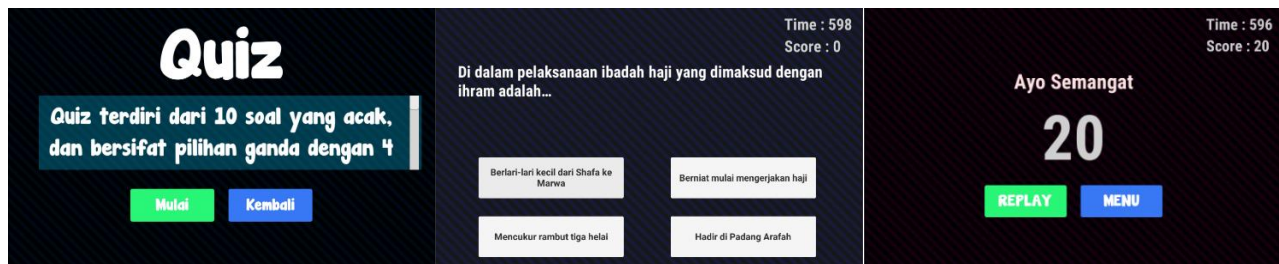 Quiz
Quiz terdiri dari 10 soal yang acak,
dan bersifat pilihan ganda dengan 4
Mulai
Kembali
Time : 598
Score : 0
Di dalam pelaksanaan ibadah haji yang dimaksud dengan
ihram adalah...
Berlari-lari kecil dari Shafa ke
Marwa
Berniat mulai mengerjakan haji
Mencukur rambut tiga helai
Hadir di Padang Arafah
Time : 596
Score : 20
Ayo Semangat
20
REPLAY
MENU